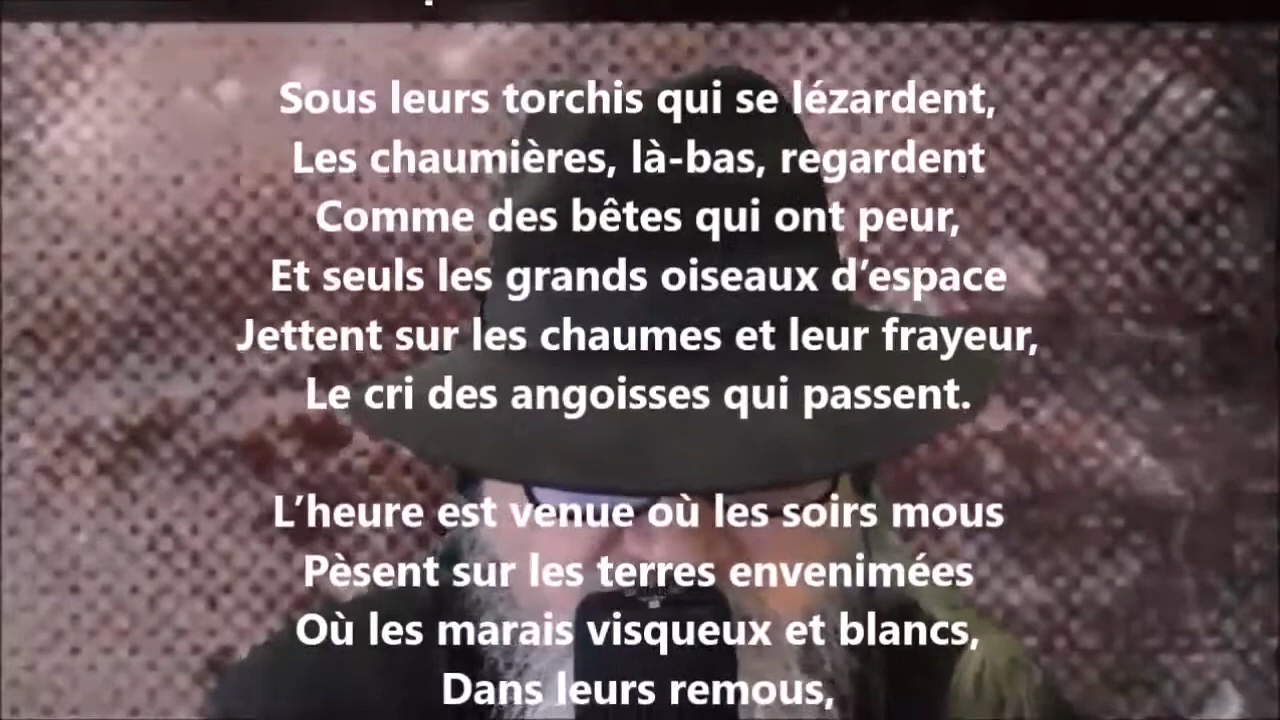 Sous leurs torchis qui se lézardent,
Les chaumières, là-bas, regardent
Comme des bêtes qui ont peur,
Et seuls les grands oiseaux d’espace
Jettent sur les chaumes et leur frayeur,
Le cri des angoisses qui passent.
L’heure est venue où les soirs mous
Pèsent sur les terres envenimées
Où les marais visqueux et blancs,
Dans leurs remous,